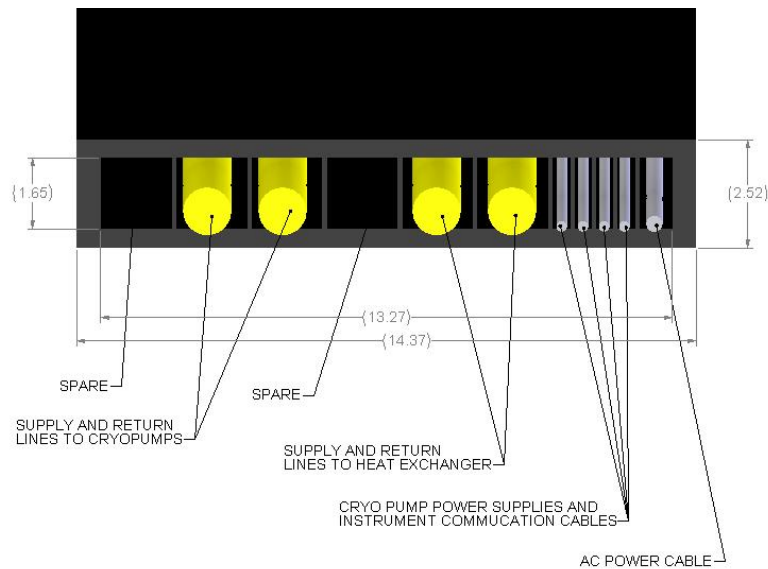 {1.65}
{2.52}
{13.27}
{14.37}
SPARE
SPARE
SUPPLY AND RETURN
LINES TO CRYOPUMPS
SUPPLY AND RETURN
LINES TO HEAT EXCHANGER
CRYO PUMP POWER SUPPLIES AND
INSTRUMENT COMMUCATION CABLES
AC POWER CABLE